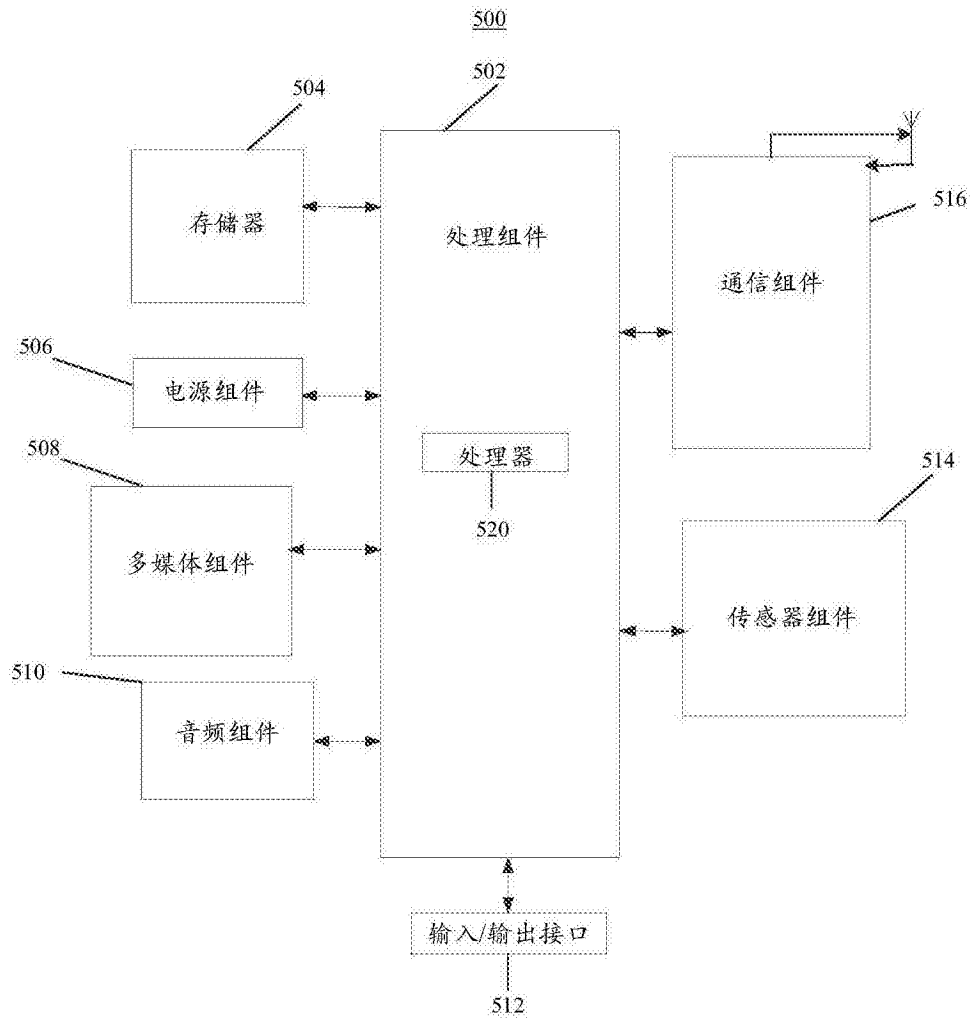 500
502
504
存储器
处理组件
516
通信组件
506
电源组件
508
处理器
520
514
多媒体组件
传感器组件
510
音频组件
输入/输出接口
512